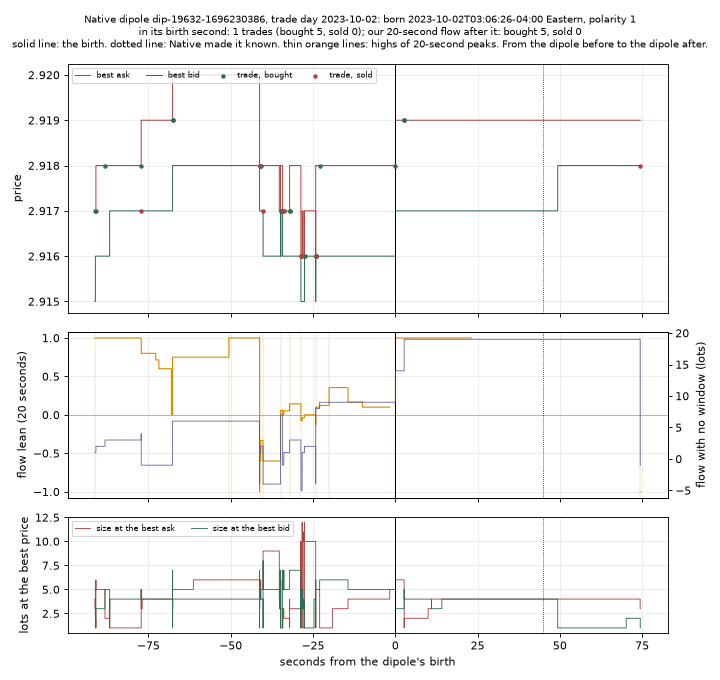 Native dipole dip-19632-1696230386, trade day 2023-10-02: born 2023-10-02T03:06:26-04:00 Eastern, polarity 1
in its birth second: 1 trades (bought 5, sold 0); our 20-second flow after it: bought 5, sold 0
solid line: the birth. dotted line: Native made it known. thin orange lines: highs of 20-second peaks. From the dipole before to the dipole after.
best ask best bid trade, bought trade, sold
2.920
2.919
2.918
2.917
2.916
2.915
price
1.0
0.5
0.0
−0.5
−1.0
flow lean (20 seconds)
20
15
10
5
0
−5
flow with no window (lots)
size at the best ask size at the best bid
12.5
10.0
7.5
5.0
2.5
lots at the best price
−75 −50 −25 0 25 50 75
seconds from the dipole's birth